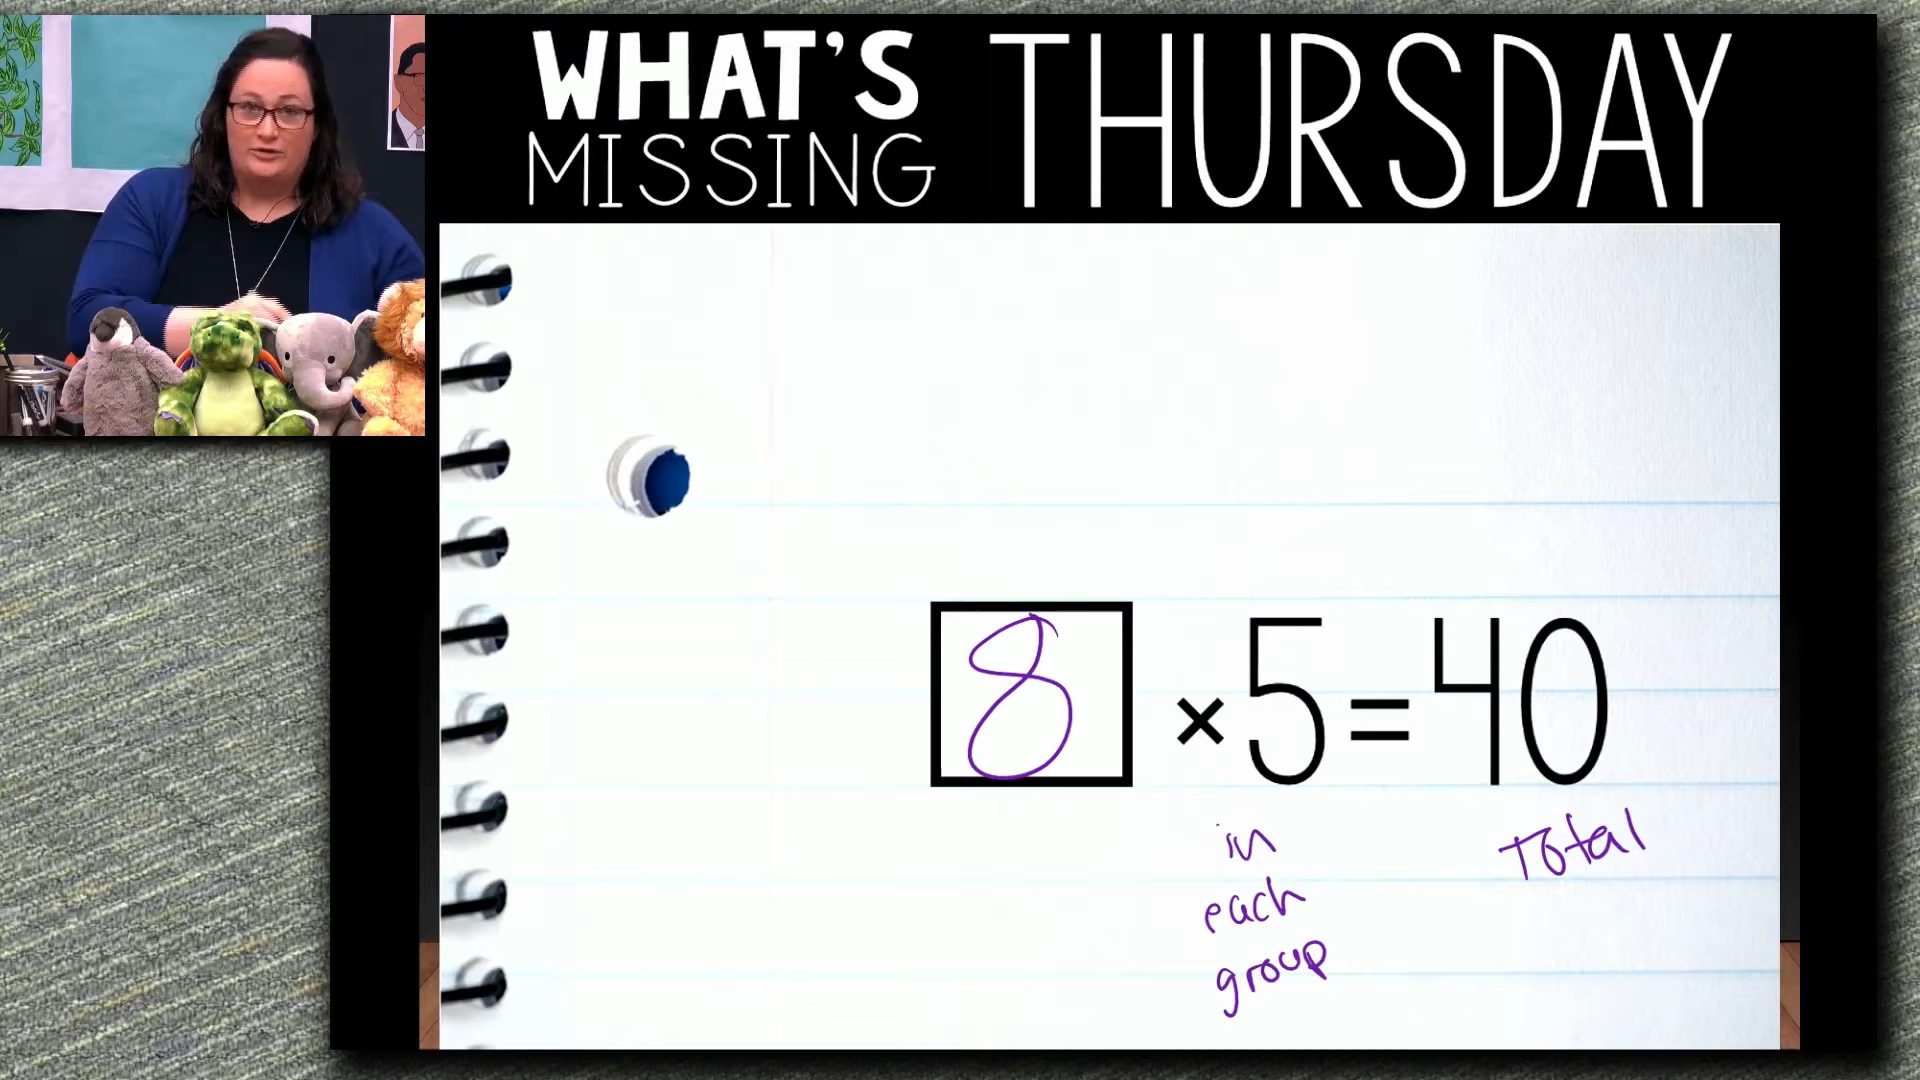 WHAT'S
MISSING
THURSDAY
8 × 5 = 40
in
each
group
Total